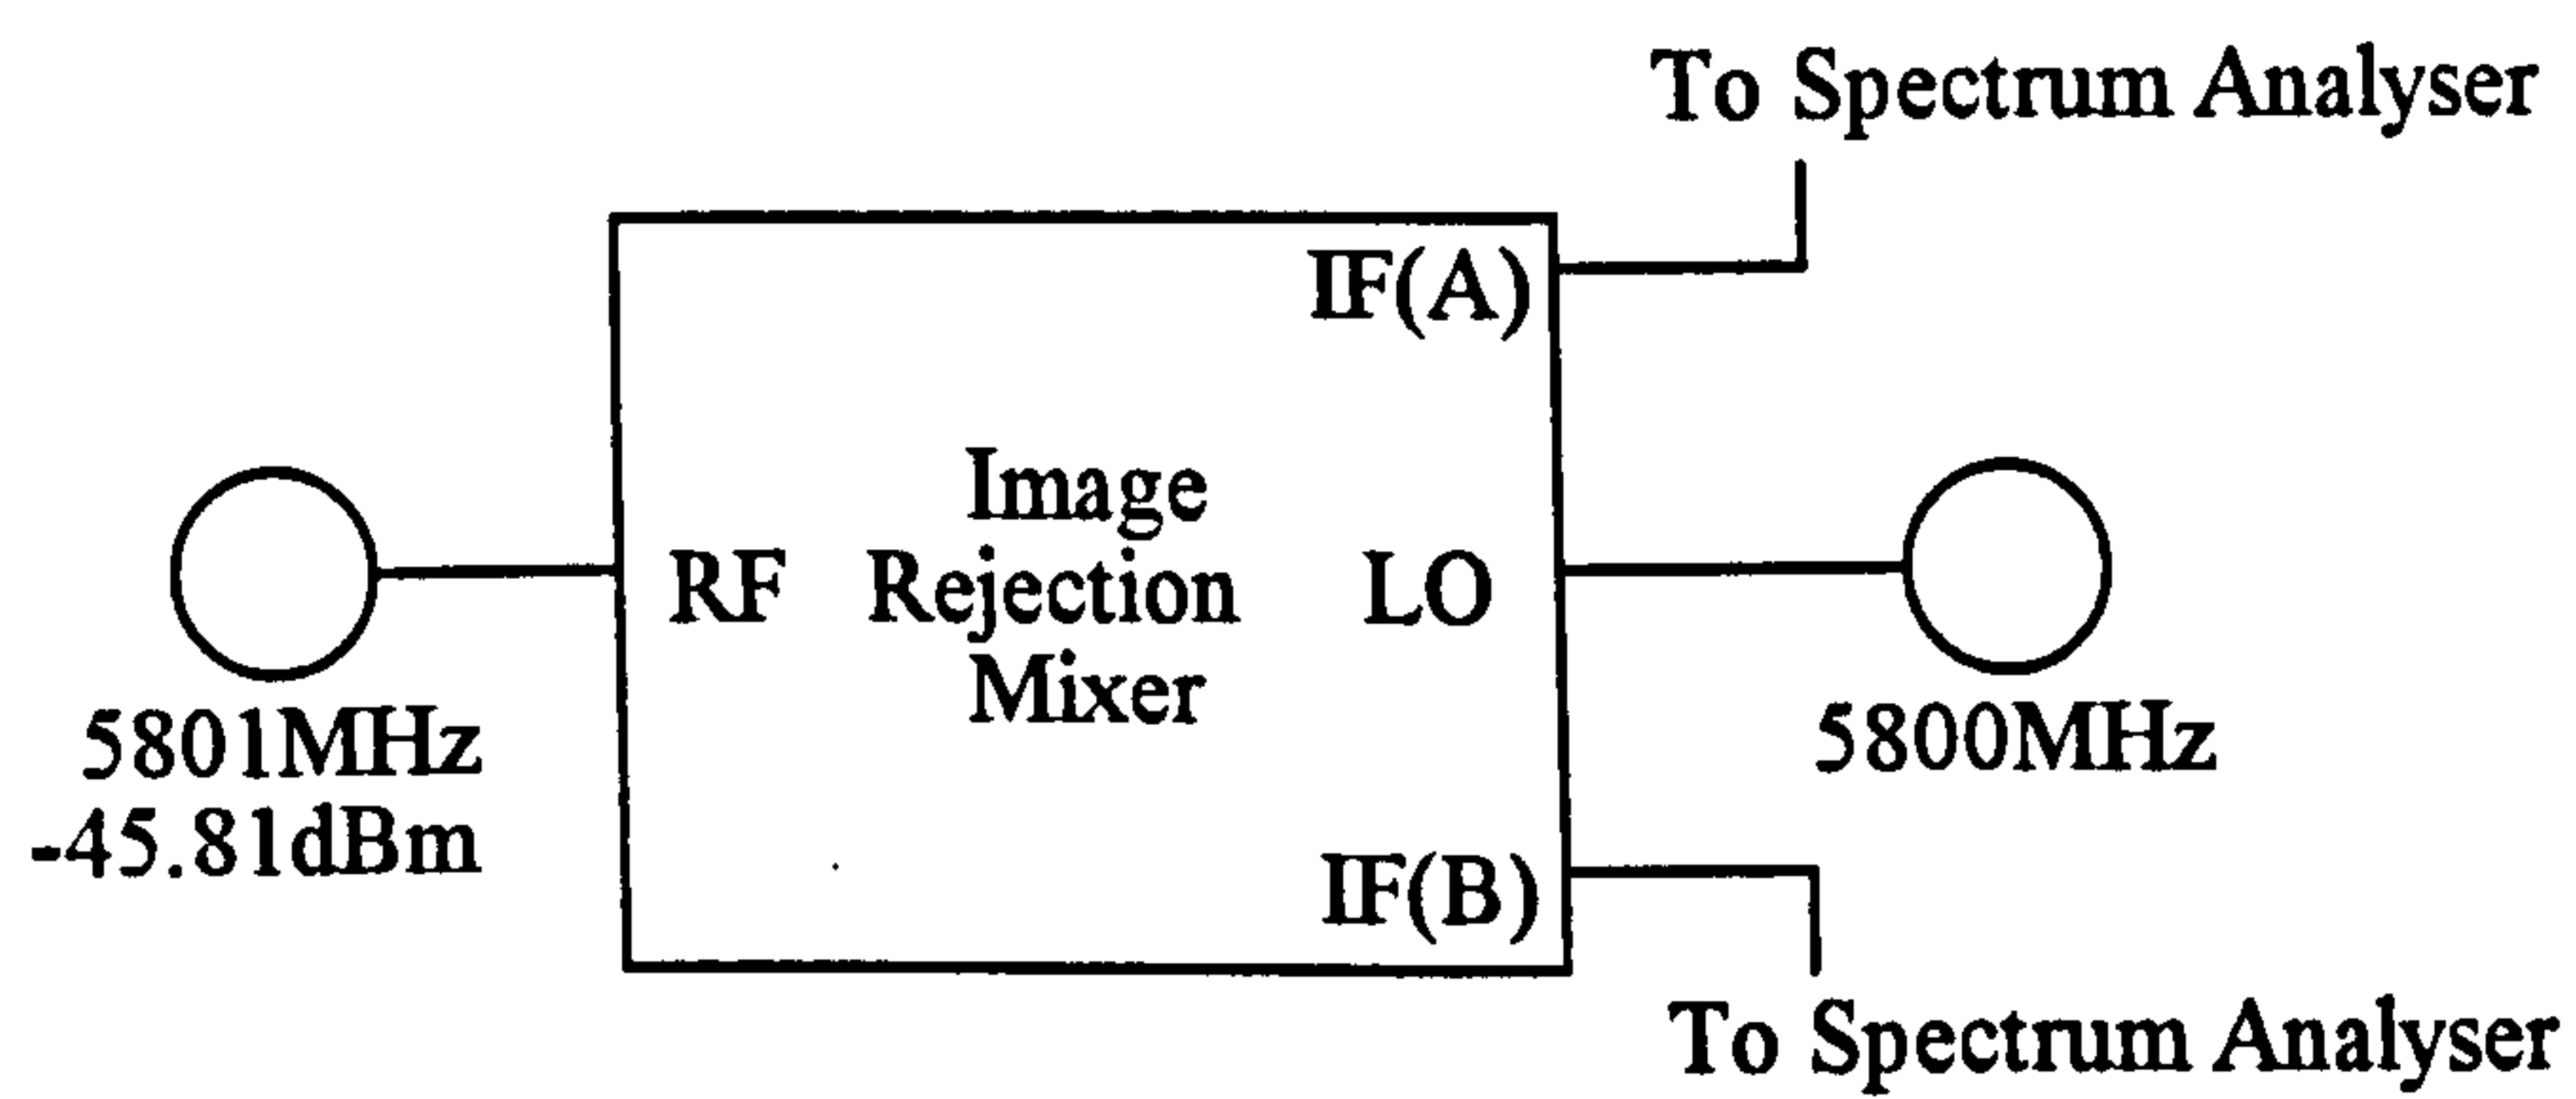 To Spectrum Analyser
IF(A)
Image
RF Rejection LO
Mixer
5801MHz
-45.81dBm
5800MHz
IF(B)
To Spectrum Analyser